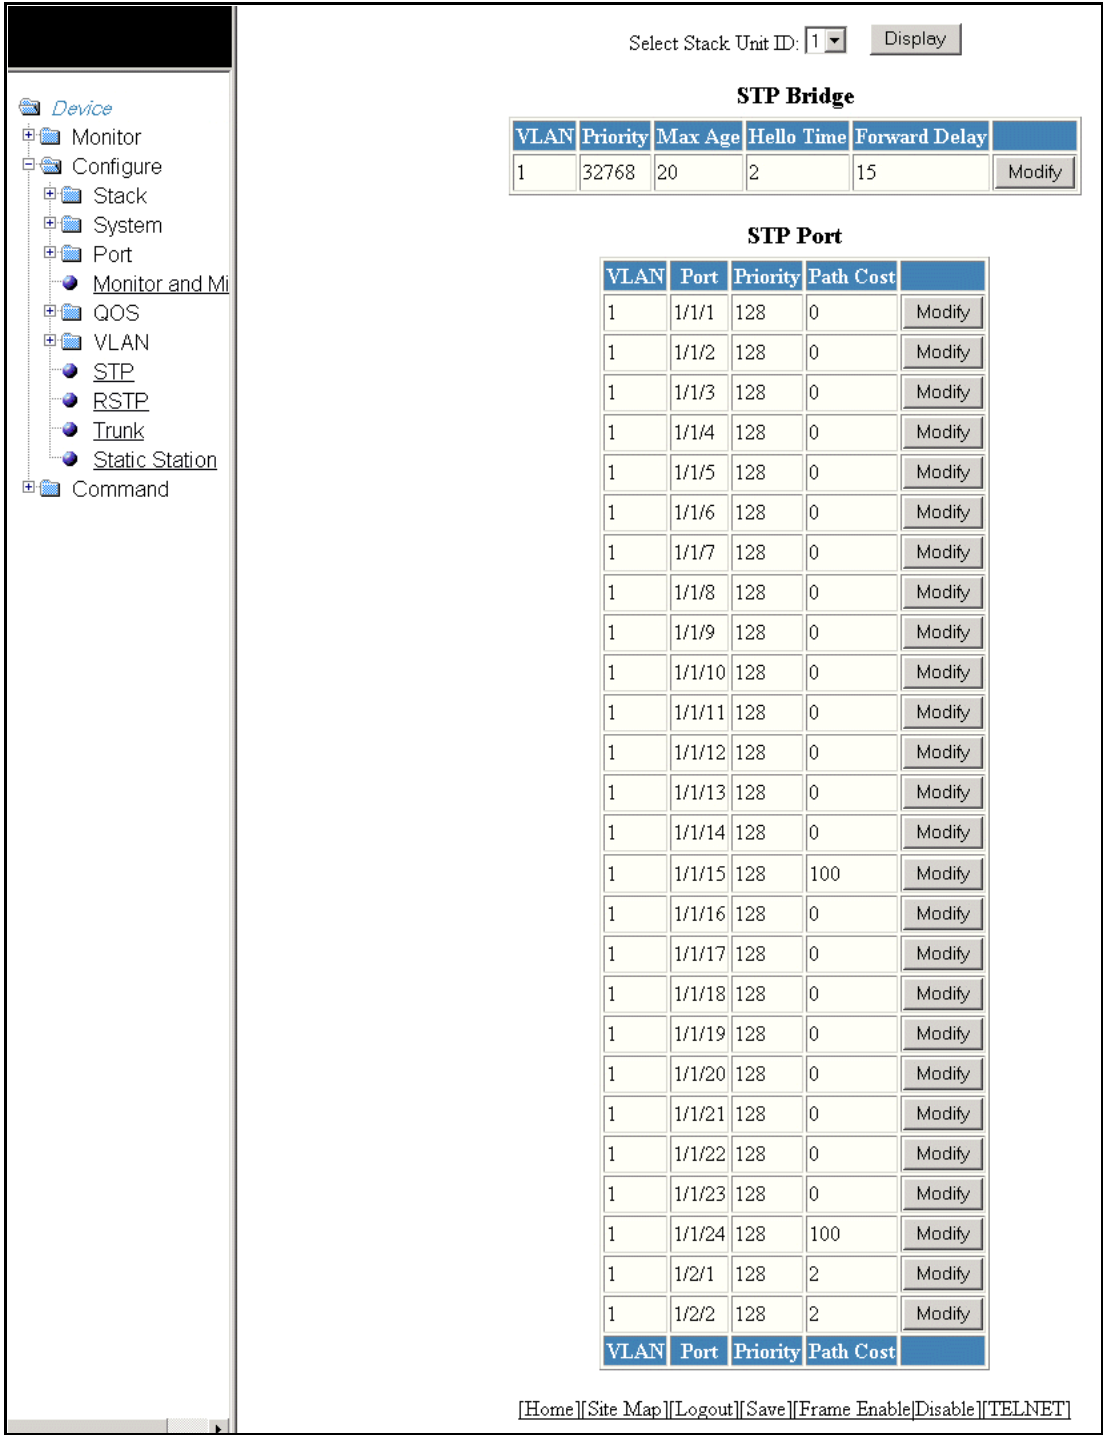 Select Stack Unit ID: 1 Display
Device
Monitor
Configure
Stack
System
Port
Monitor and Mi
QOS
VLAN
STP
RSTP
Trunk
Static Station
Command
STP Bridge
VLAN Priority Max Age Hello Time Forward Delay
1 32768 20 2 15 Modify
STP Port
VLAN Port Priority Path Cost
1 1/1/1 128 0 Modify
1 1/1/2 128 0 Modify
1 1/1/3 128 0 Modify
1 1/1/4 128 0 Modify
1 1/1/5 128 0 Modify
1 1/1/6 128 0 Modify
1 1/1/7 128 0 Modify
1 1/1/8 128 0 Modify
1 1/1/9 128 0 Modify
1 1/1/10 128 0 Modify
1 1/1/11 128 0 Modify
1 1/1/12 128 0 Modify
1 1/1/13 128 0 Modify
1 1/1/14 128 0 Modify
1 1/1/15 128 100 Modify
1 1/1/16 128 0 Modify
1 1/1/17 128 0 Modify
1 1/1/18 128 0 Modify
1 1/1/19 128 0 Modify
1 1/1/20 128 0 Modify
1 1/1/21 128 0 Modify
1 1/1/22 128 0 Modify
1 1/1/23 128 0 Modify
1 1/1/24 128 100 Modify
1 1/2/1 128 2 Modify
1 1/2/2 128 2 Modify
VLAN Port Priority Path Cost
[Home][Site Map][Logout][Save][Frame Enable|Disable][TELNET]